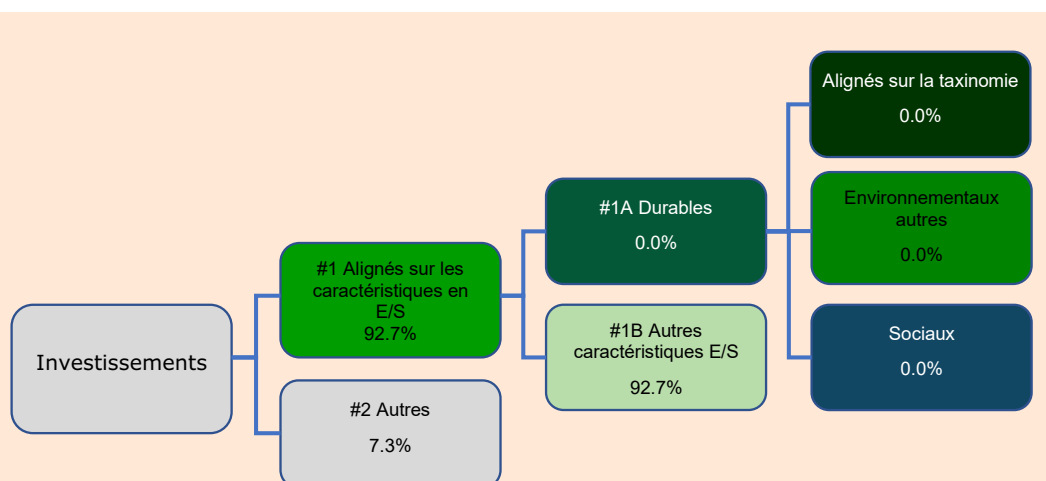 Investissements
#1 Alignés sur les
caractéristiques en
E/S
92.7%
#2 Autres
7.3%
#1A Durables
0.0%
#1B Autres
caractéristiques E/S
92.7%
Alignés sur la taxinomie
0.0%
Environnementaux
autres
0.0%
Sociaux
0.0%